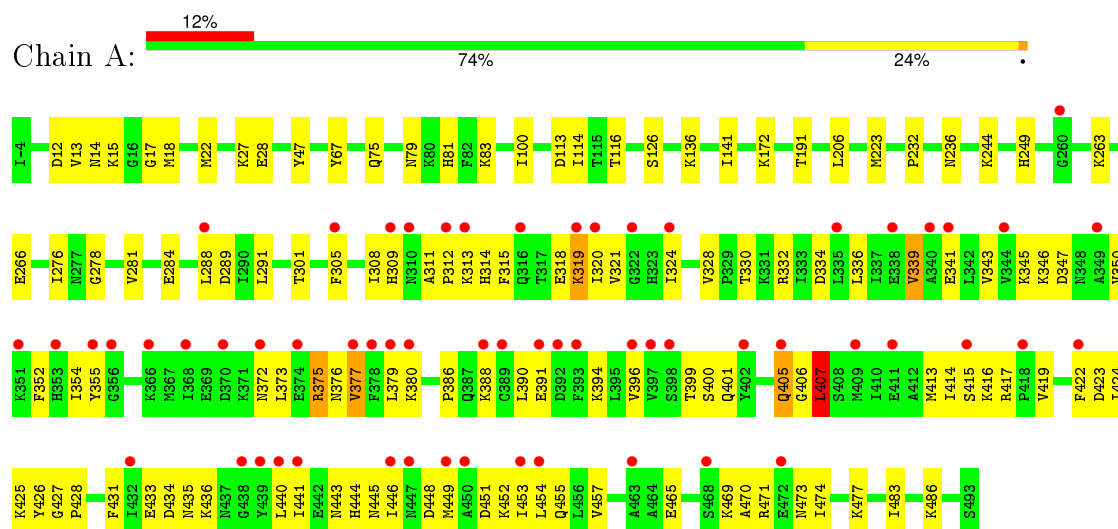 12%
Chain A:
74% 24% •
I-4 D12 V13 N14 K15 G16 G17 M18 M22 K27 E28 Y47 Y67 Q75 N79 K80 H81 F82 K83 I100 D113 I114 T115 T116 S126 K136 I141 K172 T191 L206 M223 P232 N236 K244 H249 G260 K263
E266 I276 N277 G278 V281 E284 L288 D289 I290 L291 T301 F305 I308 H309 N310 A311 P312 K313 H314 F315 Q316 T317 E318 K319 I320 V321 G322 H323 I324 V328 P329 T330 K331 R332 I333 D334 L335 L336 I337 E338 V339 A340 E341 L342 V343 V344 K345 K346 D347 N348 A349 V350
K351 F352 H353 I354 Y355 G356 K366 M367 I368 E369 D370 K371 N372 L373 E374 R375 N376 V377 F378 L379 K380 P386 Q387 K388 C389 L390 E391 D392 F393 K394 L395 V396 V397 S398 T399 S400 Q401 Y402 Q405 G406 L407 S408 M409 I410 E411 A412 M413 I414 S415 K416 R417 P418 V419 F422 D423 I424
K425 Y426 G427 P428 F431 I432 E433 D434 N435 K436 N437 G438 Y439 L440 I441 E442 N443 H444 N445 I446 N447 D448 M449 A450 D451 K452 I453 L454 Q455 L456 V457 A463 A464 E465 S468 K469 A470 R471 E472 N473 I474 K477 I483 K486 S493